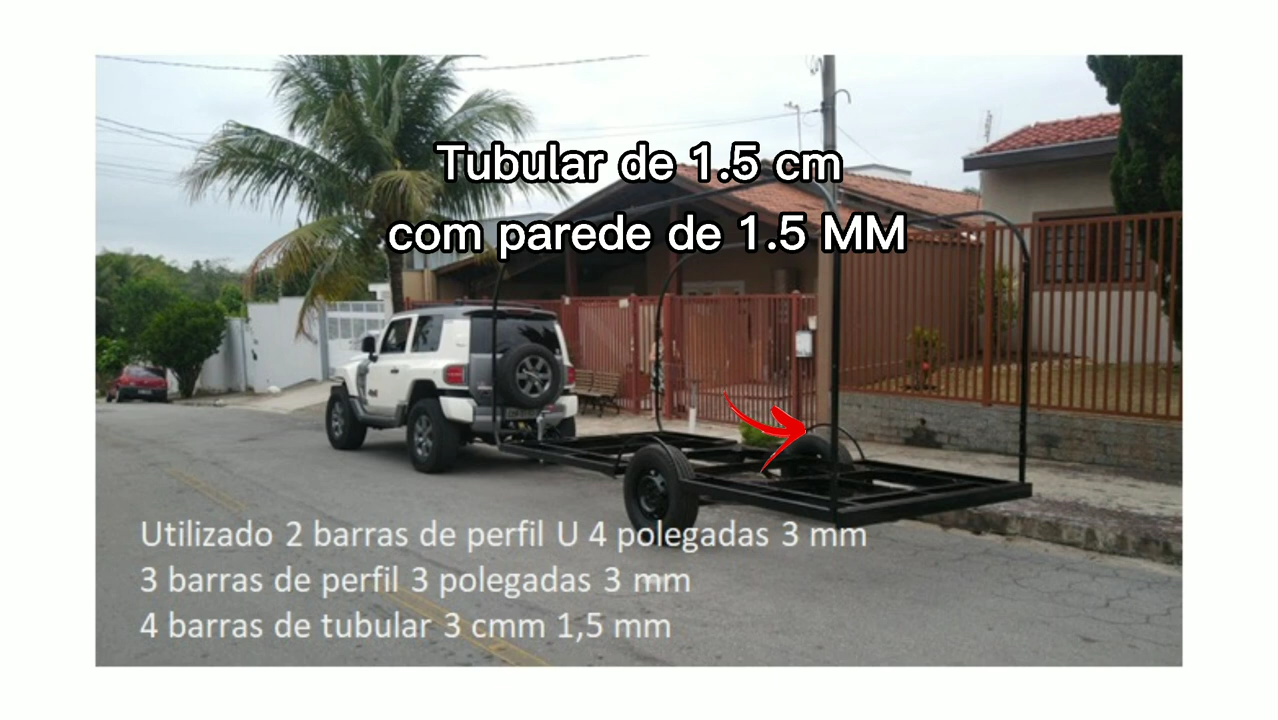 Tubular de 1.5 cm
com parede de 1.5 MM
Utilizado 2 barras de perfil U 4 polegadas 3 mm
3 barras de perfil 3 polegadas 3 mm
4 barras de tubular 3 cmm 1,5 mm